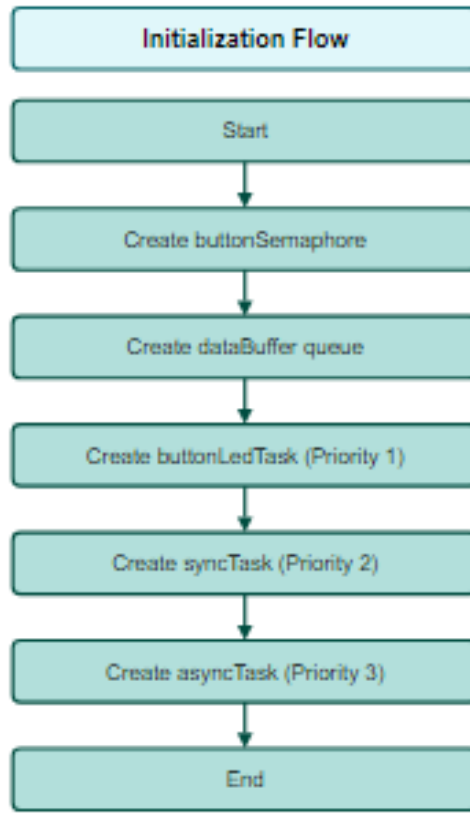 Initialization Flow
Start
Create buttonSemaphore
Create dataBuffer queue
Create buttonLedTask (Priority 1)
Create syncTask (Priority 2)
Create asyncTask (Priority 3)
End